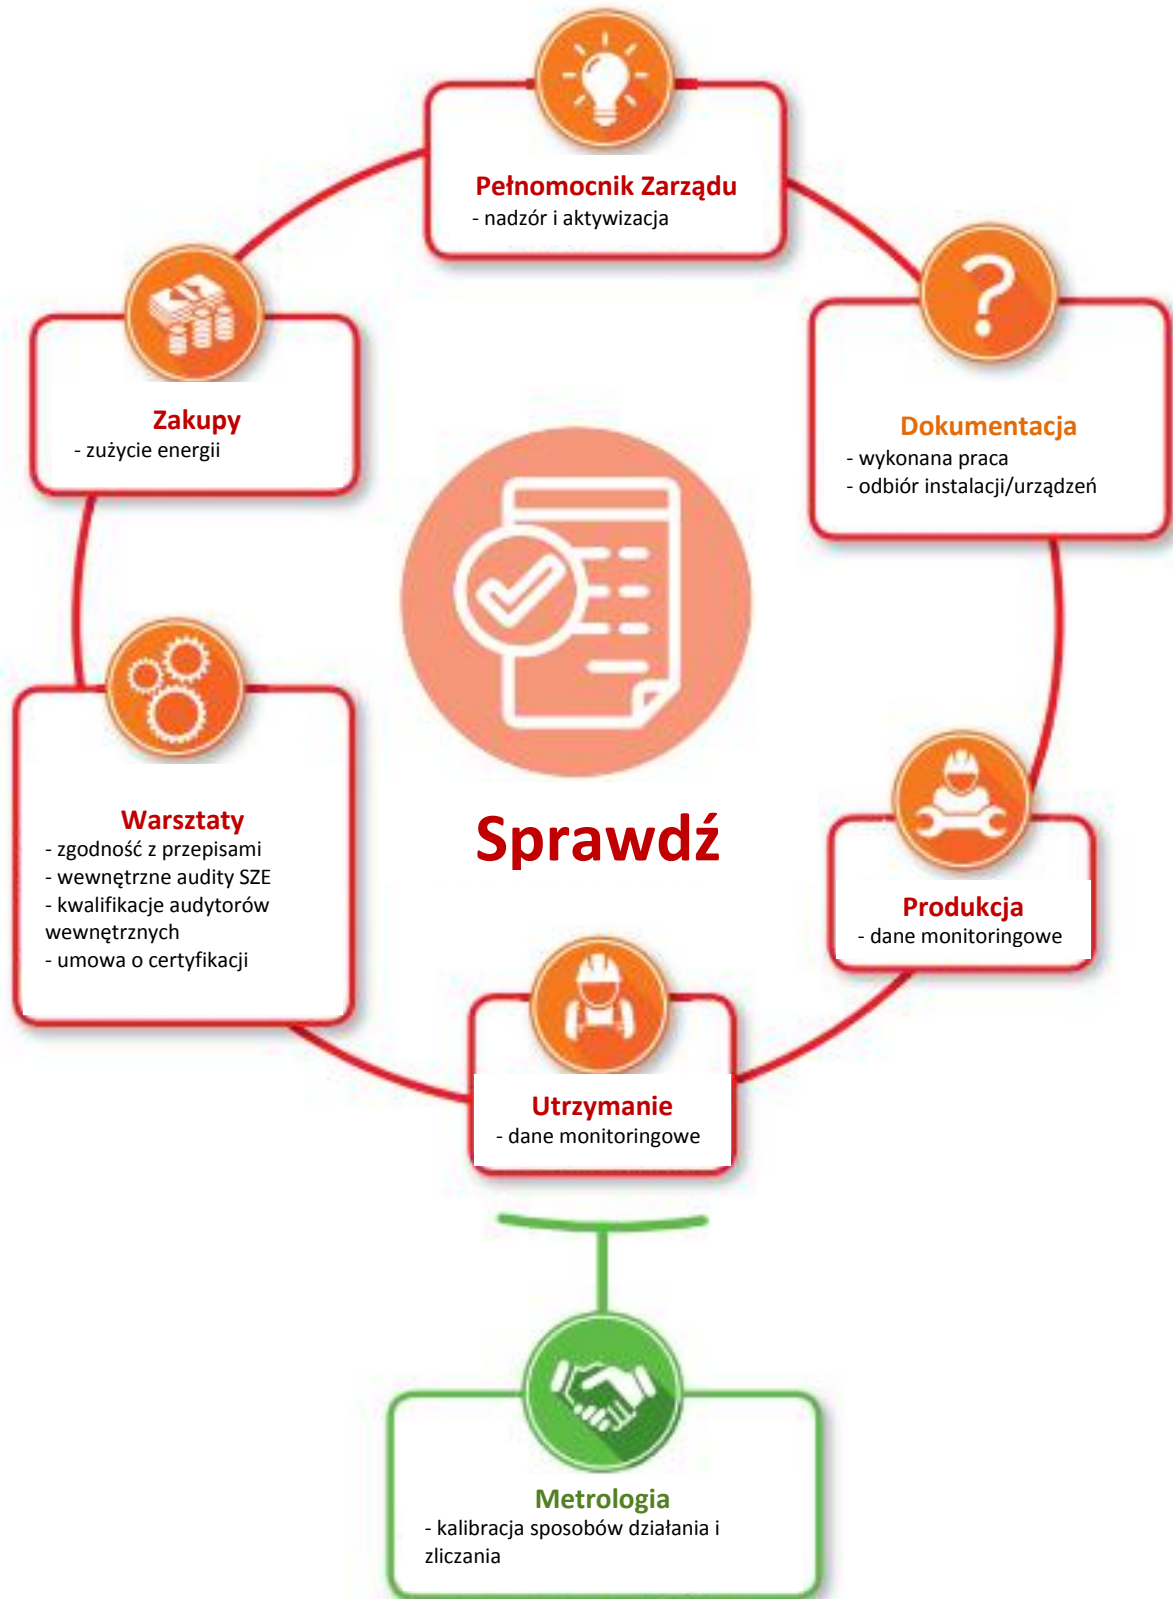 Pełnomocnik Zarządu
- nadzór i aktywizacja
Zakupy
- zużycie energii
Dokumentacja
- wykonana praca
- odbiór instalacji/urządzeń
Sprawdź
Warsztaty
- zgodność z przepisami
- wewnętrzne audity SZE
- kwalifikacje audytorów
wewnętrznych
- umowa o certyfikacji
Produkcja
- dane monitoringowe
Utrzymanie
- dane monitoringowe
Metrologia
- kalibracja sposobów działania i
zliczania